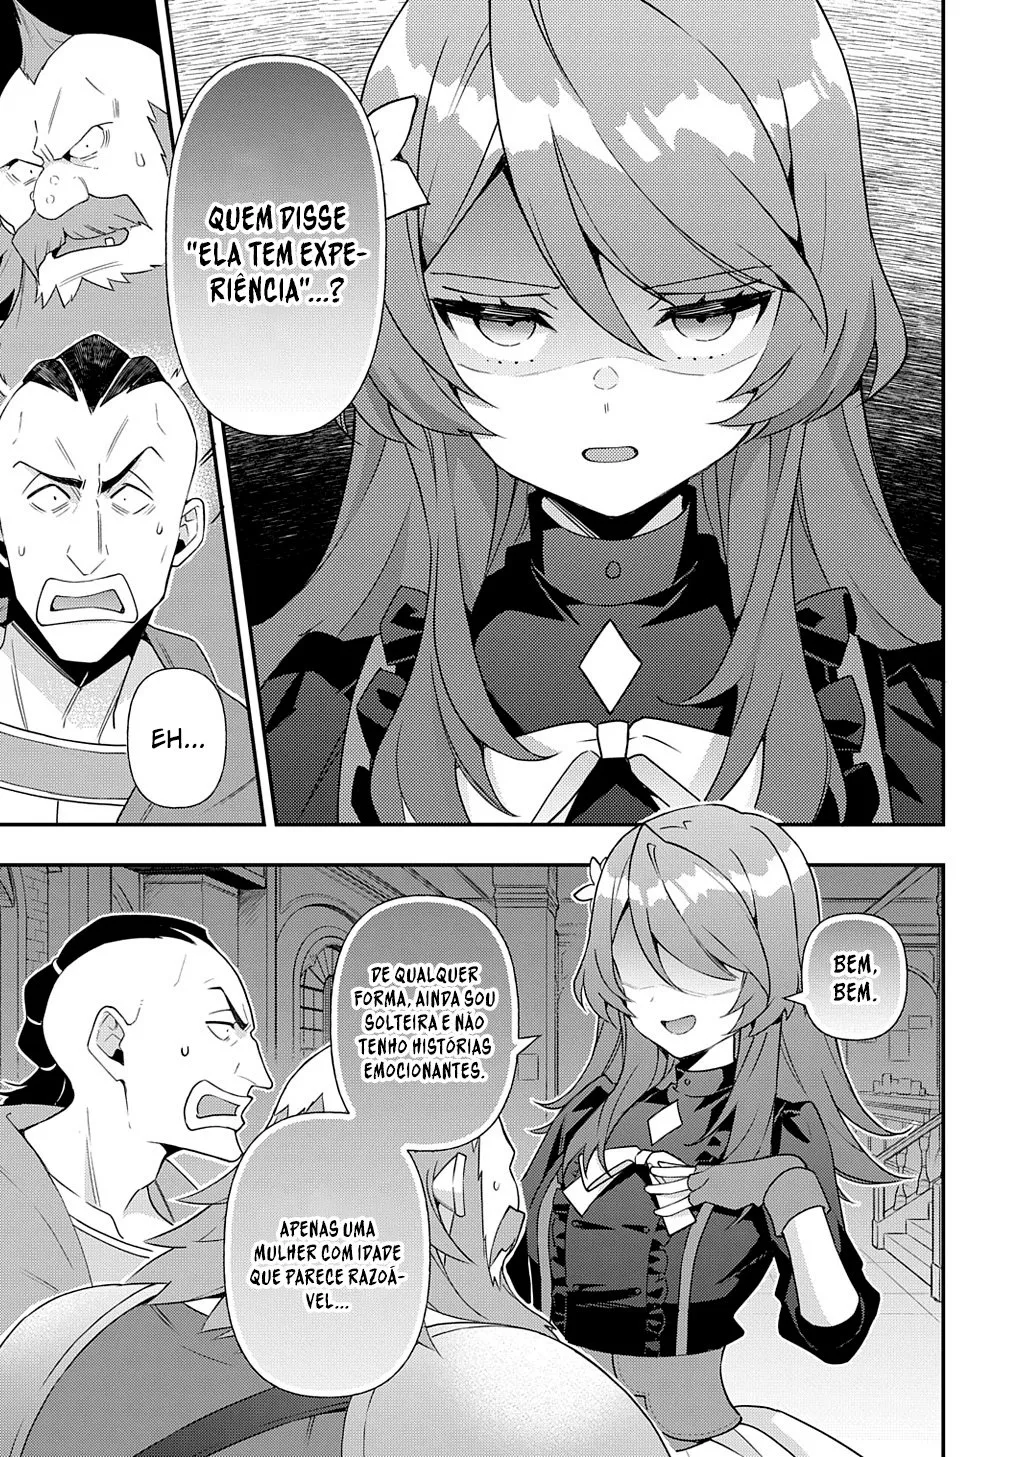 QUEM DISSE
"ELA TEM EXPE-
RIÊNCIA"...?
EH...
BEM,
BEM.
DE QUALQUER
FORMA, AINDA SOU
SOLTEIRA E NÃO
TENHO HISTÓRIAS
EMOCIONANTES.
APENAS UMA
MULHER COM IDADE
QUE PARECE RAZOÁ-
VEL...